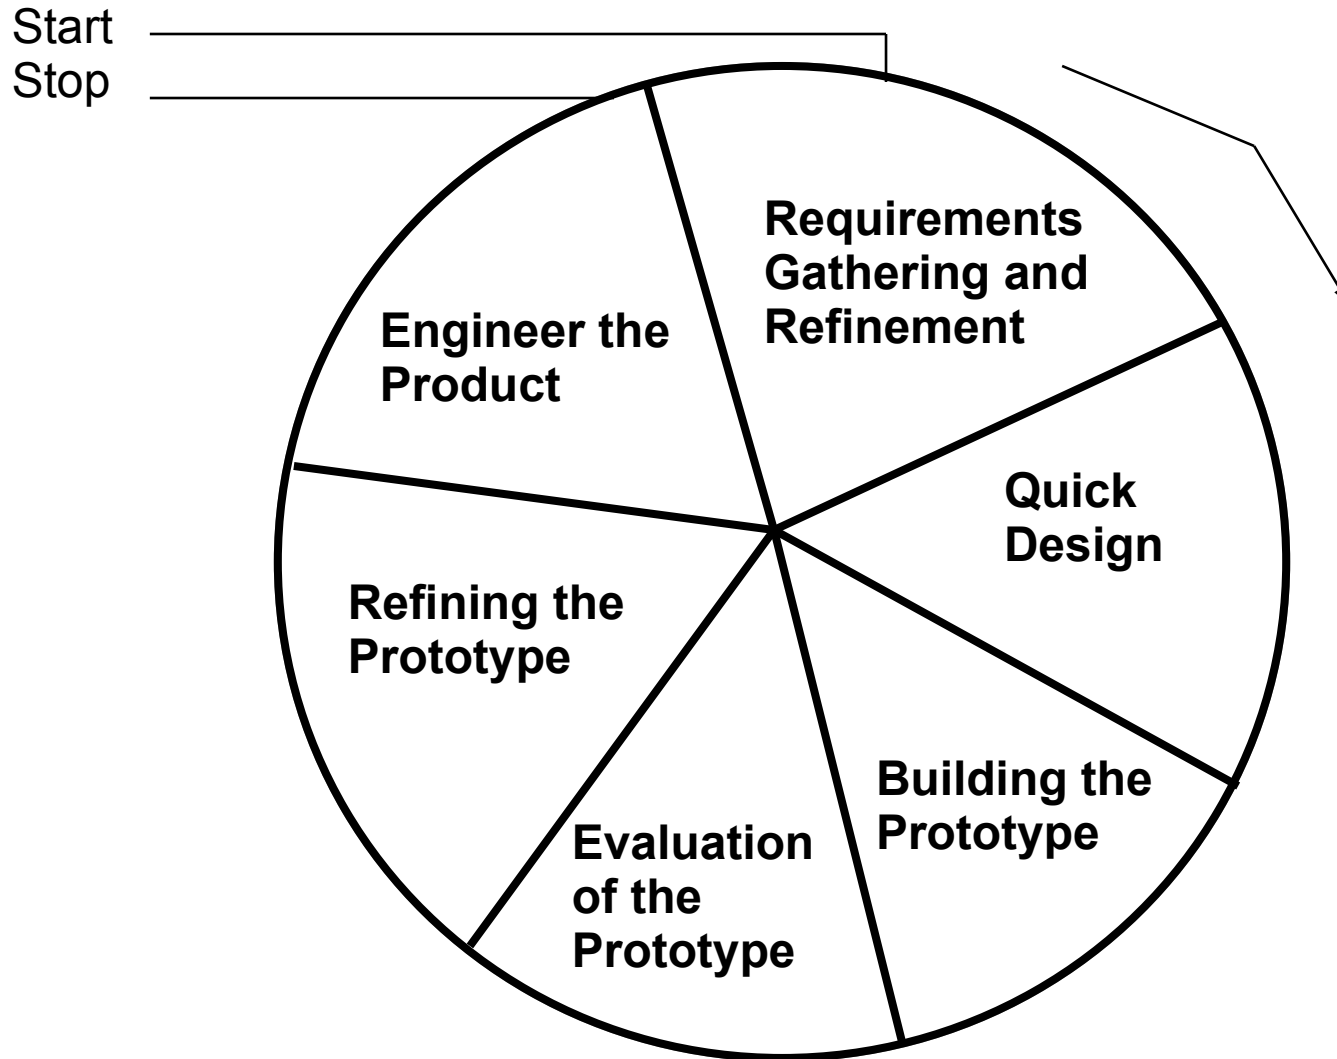 Start
Stop
Requirements
Gathering and
Refinement
Engineer the
Product
Quick
Design
Refining the
Prototype
Building the
Prototype
Evaluation
of the
Prototype